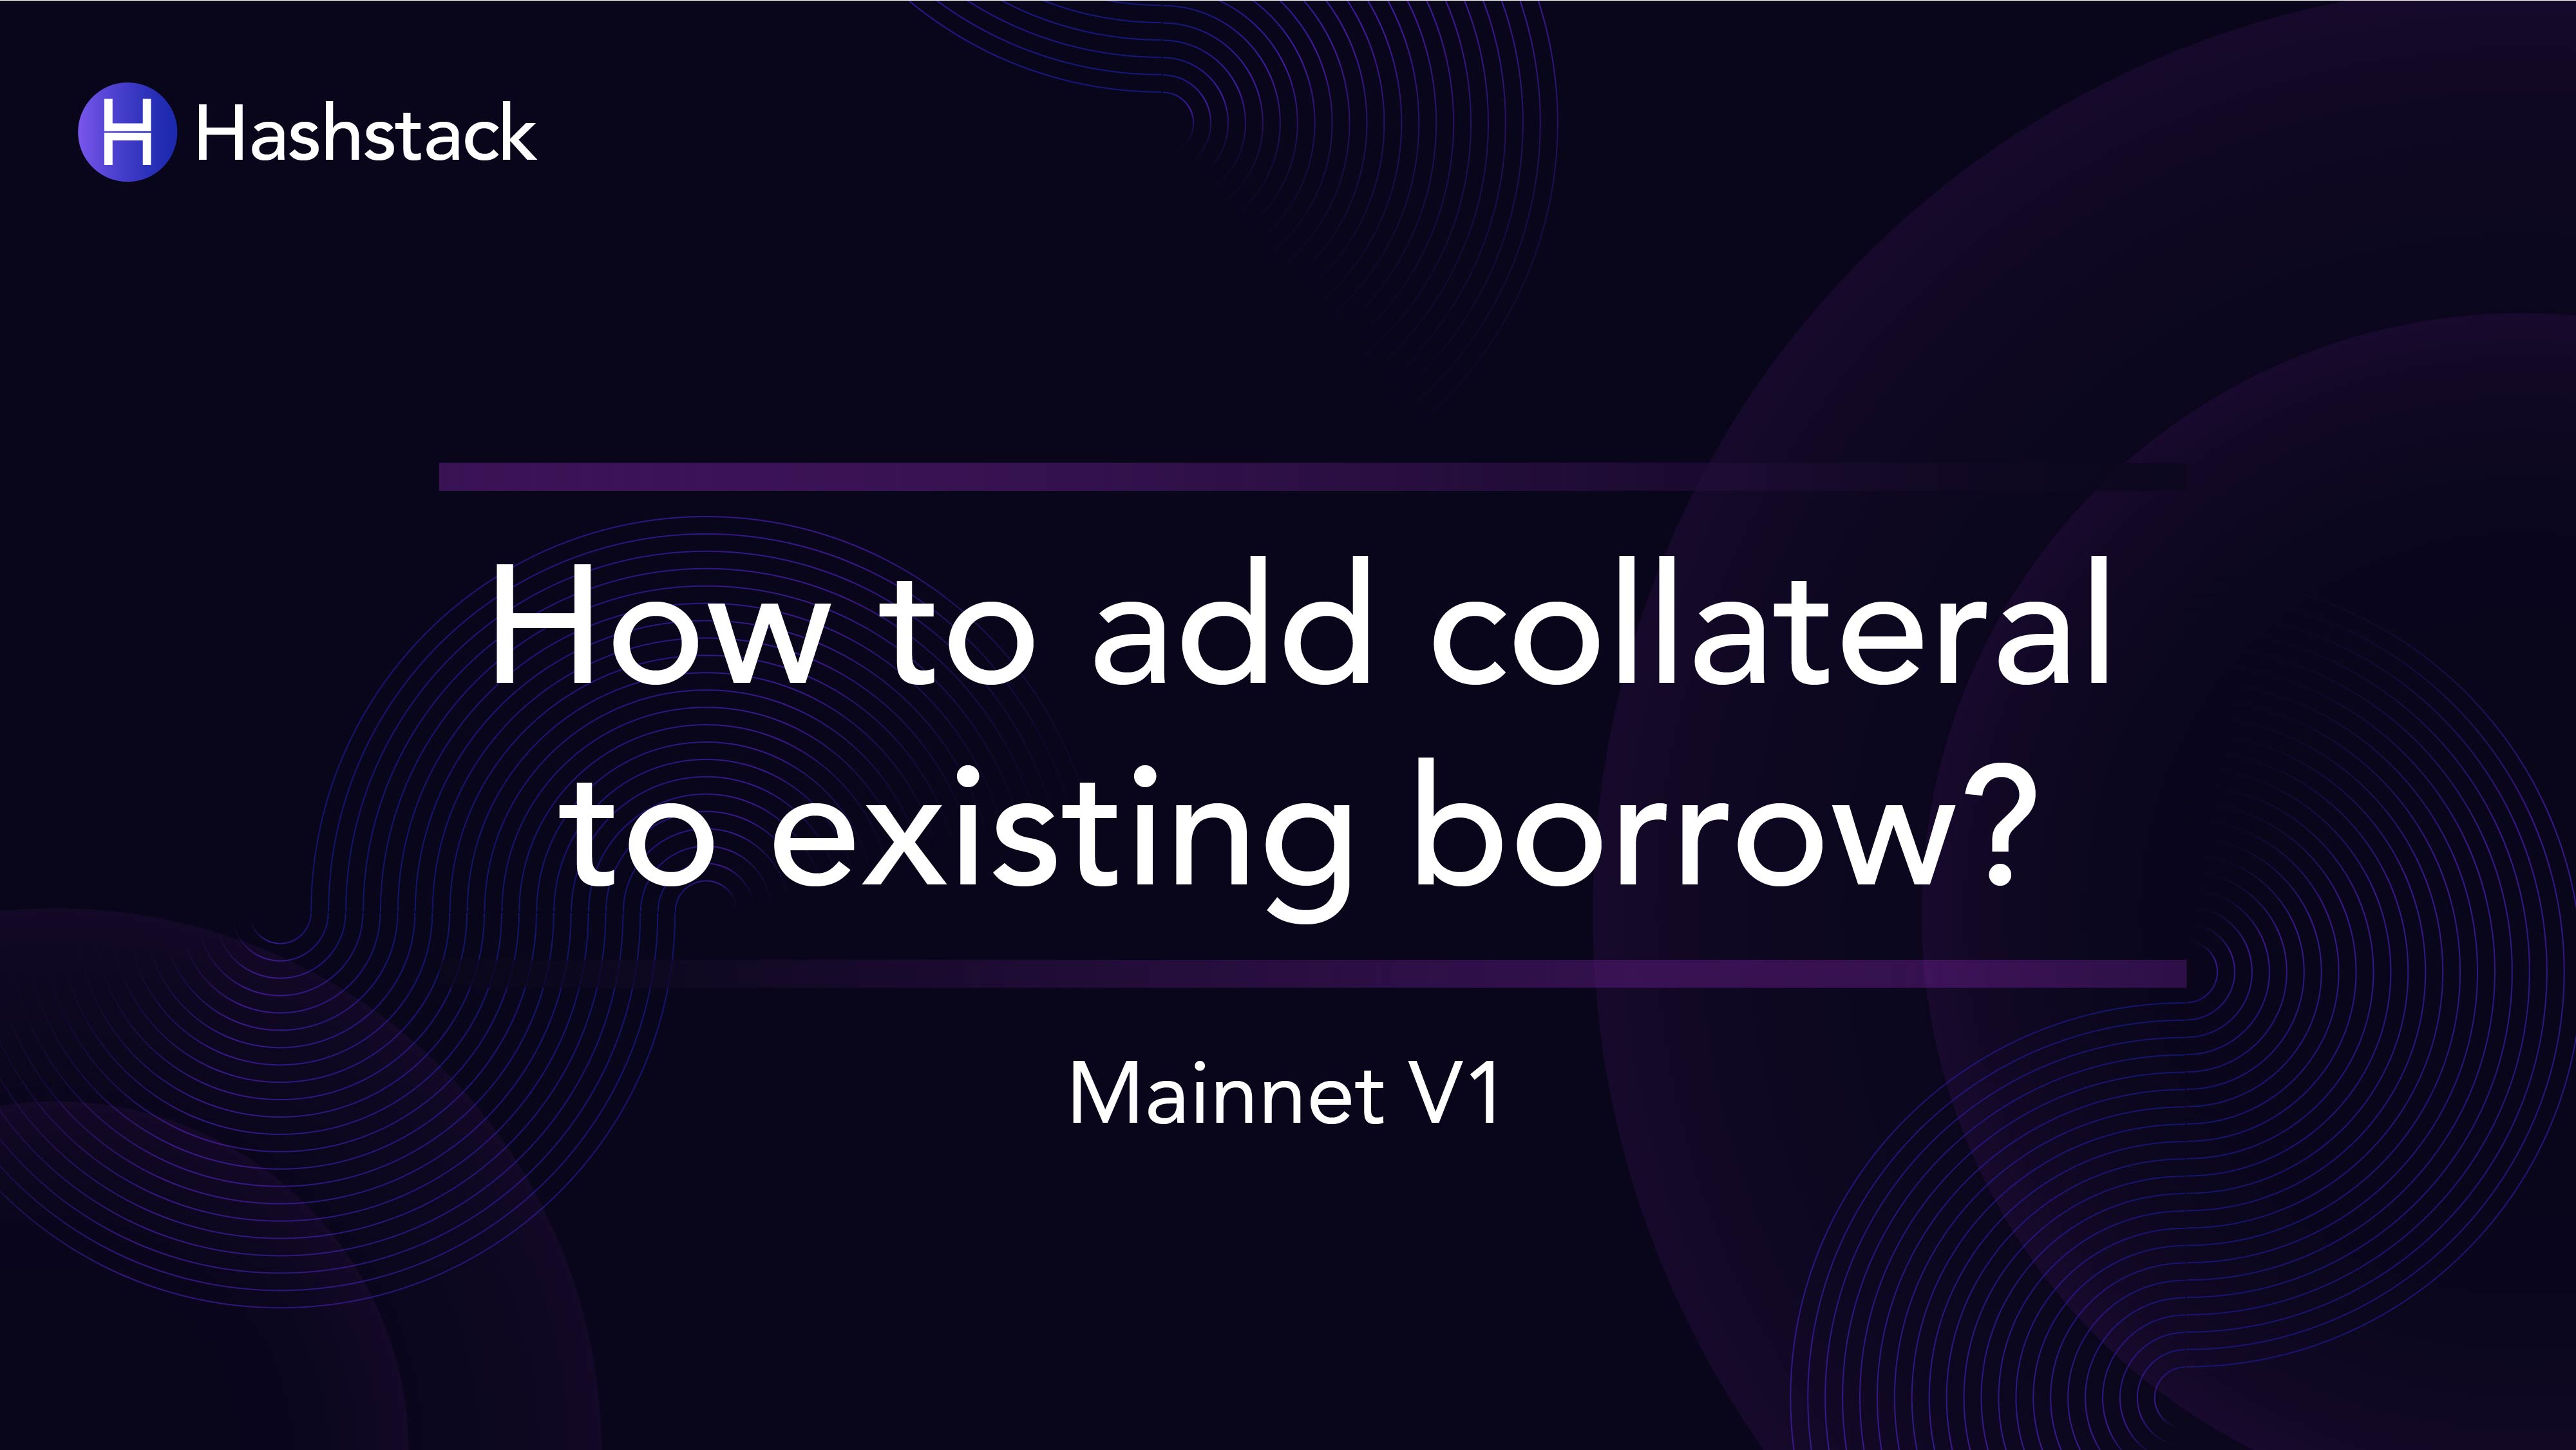 Hashstack
How to add collateral
to existing borrow?
Mainnet V1